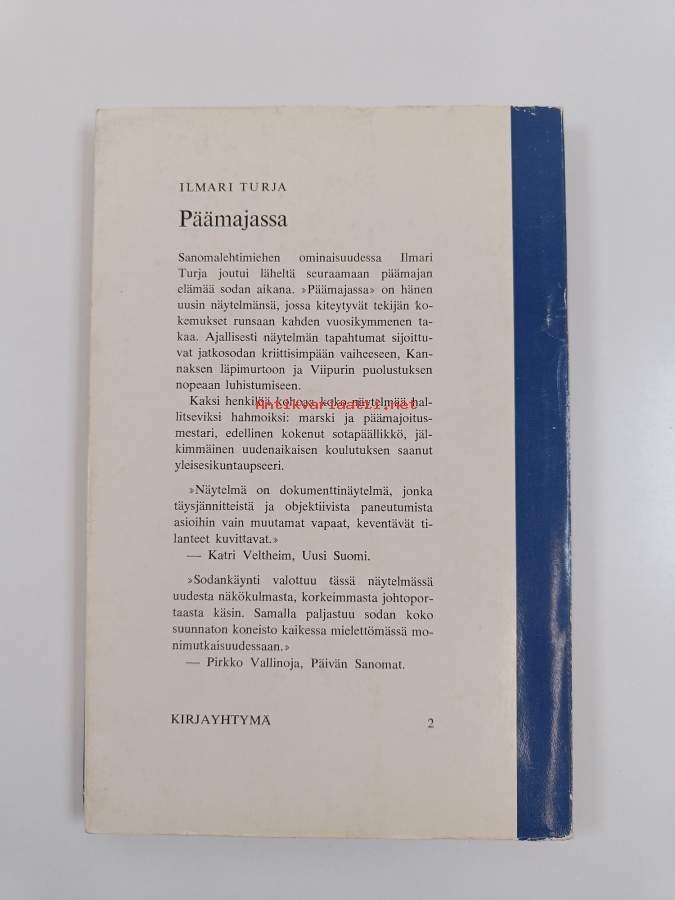 ILMARI TURJA
Päämajassa
Sanomalehtimiehen ominaisuudessa Ilmari
Turja joutui läheltä seuraamaan päämajan
elämää sodan aikana. »Päämajassa» on hänen
uusin näytelmänsä, jossa kiteytyvät tekijän ko-
kemukset runsaan kahden vuosikymmenen ta-
kaa. Ajallisesti näytelmän tapahtumat sijoittu-
vat jatkosodan kriittisimpään vaiheeseen, Kan-
naksen läpimurtoon ja Viipurin puolustuksen
nopeaan luhistumiseen.
Kaksi henkilöä kohoaa koko näytelmää hal-
Antikvariaatti.net
litseviksi hahmoiksi: marski ja päämajoitus-
mestari, edellinen kokenut sotapäällikkö, jäl-
kimmäinen uudenaikaisen koulutuksen saanut
yleisesikuntaupseeri.
»Näytelmä on dokumenttinäytelmä, jonka
täysjännitteistä ja objektiivista paneutumista
asioihin vain muutamat vapaat, keventävät ti-
lanteet kuvittavat.»
— Katri Veltheim, Uusi Suomi.
»Sodankäynti valottuu tässä näytelmässä
uudesta näkökulmasta, korkeimmasta johtopor-
taasta käsin. Samalla paljastuu sodan koko
suunnaton koneisto kaikessa mielettömässä mo-
nimutkaisuudessaan.»
— Pirkko Vallinoja, Päivän Sanomat.
KIRJAYHTYMÄ 2